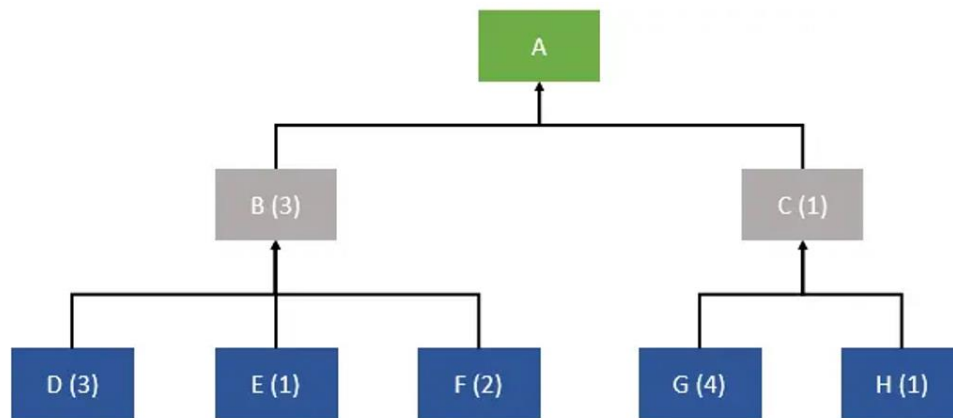 A
B (3)
C (1)
D (3)
E (1)
F (2)
G (4)
H (1)